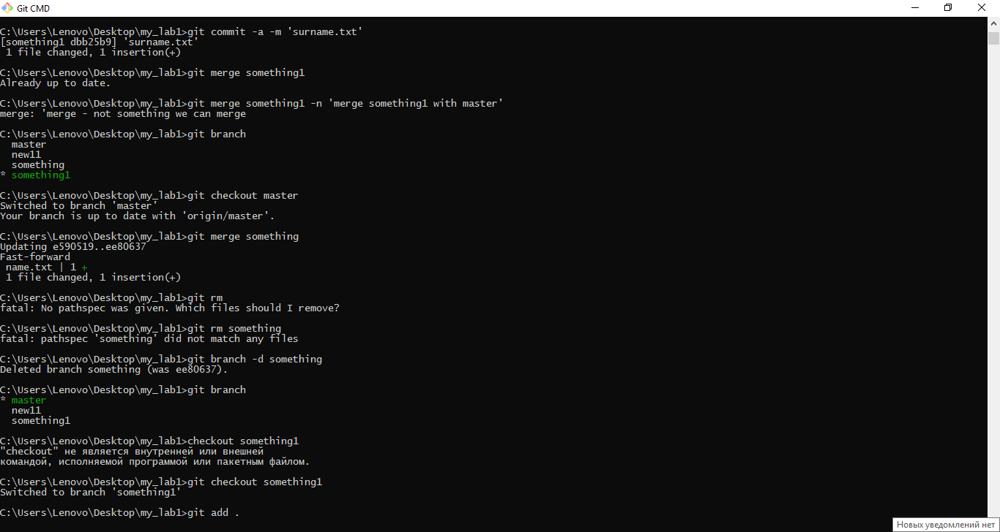 Git CMD
C:\Users\Lenovo\Desktop\my_lab1>git commit -a -m 'surname.txt'
[something1 dbb25b9] 'surname.txt'
 1 file changed, 1 insertion(+)
C:\Users\Lenovo\Desktop\my_lab1>git merge something1
Already up to date.
C:\Users\Lenovo\Desktop\my_lab1>git merge something1 -n 'merge something1 with master'
merge: 'merge - not something we can merge
C:\Users\Lenovo\Desktop\my_lab1>git branch
  master
  new11
  something
* something1
C:\Users\Lenovo\Desktop\my_lab1>git checkout master
Switched to branch 'master'
Your branch is up to date with 'origin/master'.
C:\Users\Lenovo\Desktop\my_lab1>git merge something
Updating e590519..ee80637
Fast-forward
 name.txt | 1 +
 1 file changed, 1 insertion(+)
C:\Users\Lenovo\Desktop\my_lab1>git rm
fatal: No pathspec was given. Which files should I remove?
C:\Users\Lenovo\Desktop\my_lab1>git rm something
fatal: pathspec 'something' did not match any files
C:\Users\Lenovo\Desktop\my_lab1>git branch -d something
Deleted branch something (was ee80637).
C:\Users\Lenovo\Desktop\my_lab1>git branch
* master
  new11
  something1
C:\Users\Lenovo\Desktop\my_lab1>checkout something1
"checkout" не является внутренней или внешней
командой, исполняемой программой или пакетным файлом.
C:\Users\Lenovo\Desktop\my_lab1>git checkout something1
Switched to branch 'something1'
C:\Users\Lenovo\Desktop\my_lab1>git add .
Новых уведомлений нет